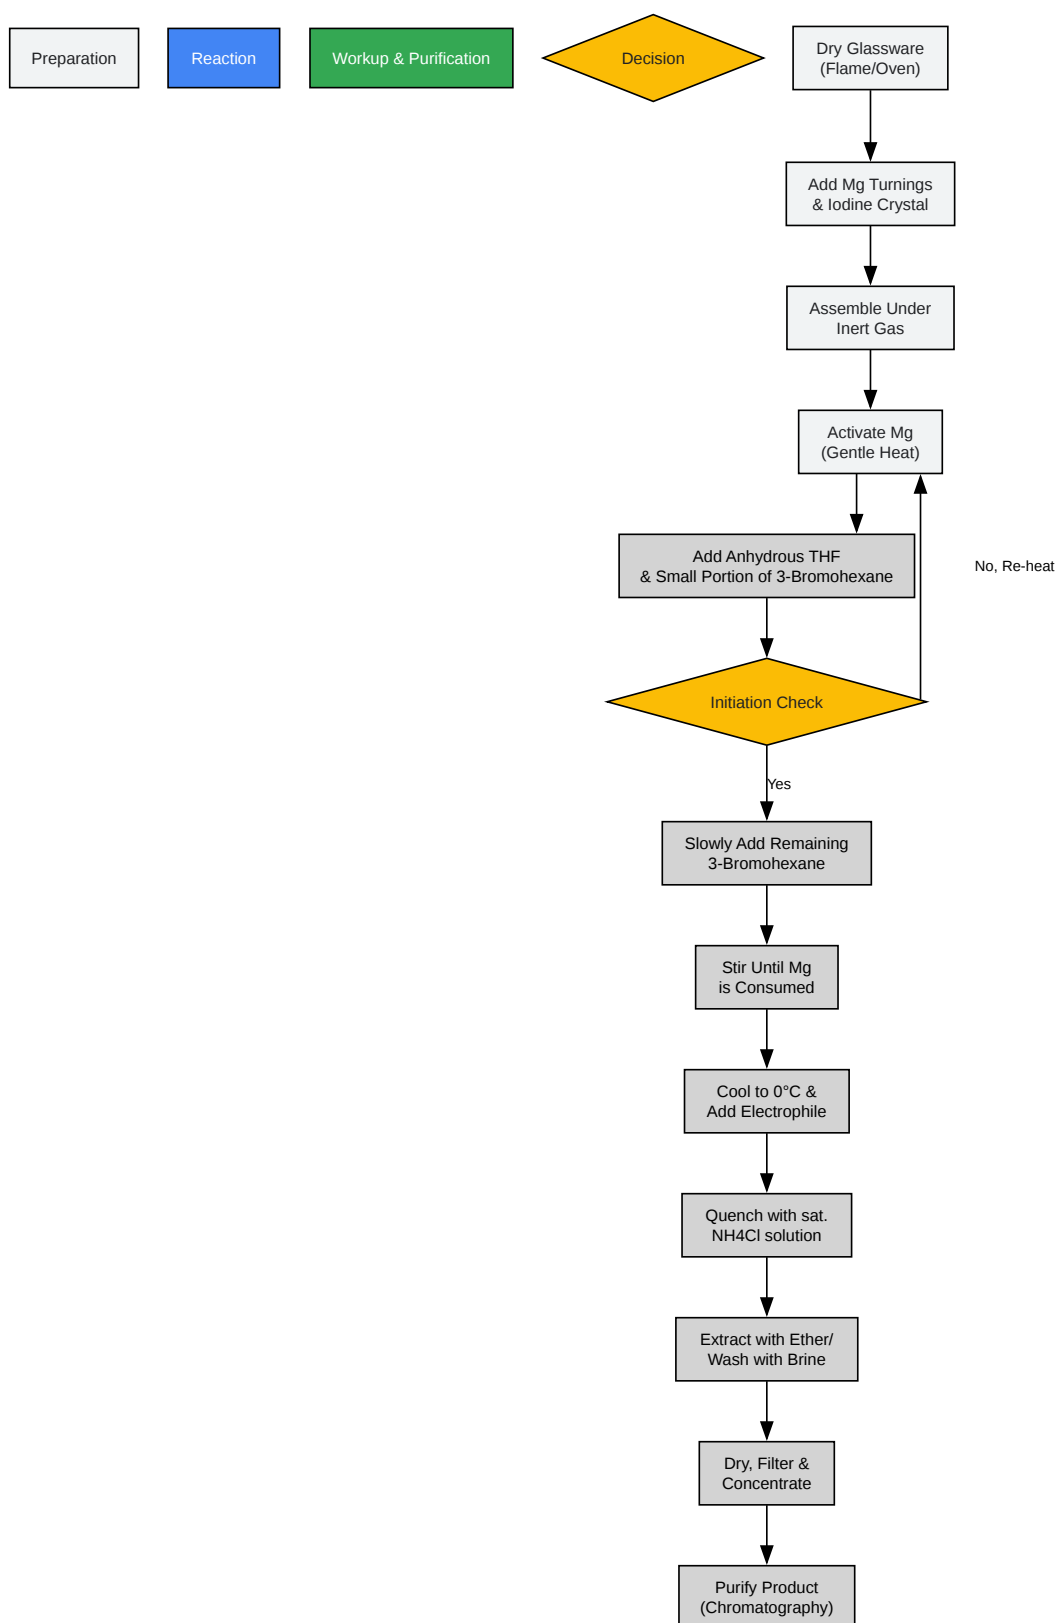 Preparation
Reaction
Workup & Purification
Decision
Dry Glassware
(Flame/Oven)
Add Mg Turnings
& Iodine Crystal
Assemble Under
Inert Gas
Activate Mg
(Gentle Heat)
Add Anhydrous THF
& Small Portion of 3-Bromohexane
No, Re-heat
Initiation Check
Yes
Slowly Add Remaining
3-Bromohexane
Stir Until Mg
is Consumed
Cool to 0°C &
Add Electrophile
Quench with sat.
NH4Cl solution
Extract with Ether/
Wash with Brine
Dry, Filter &
Concentrate
Purify Product
(Chromatography)